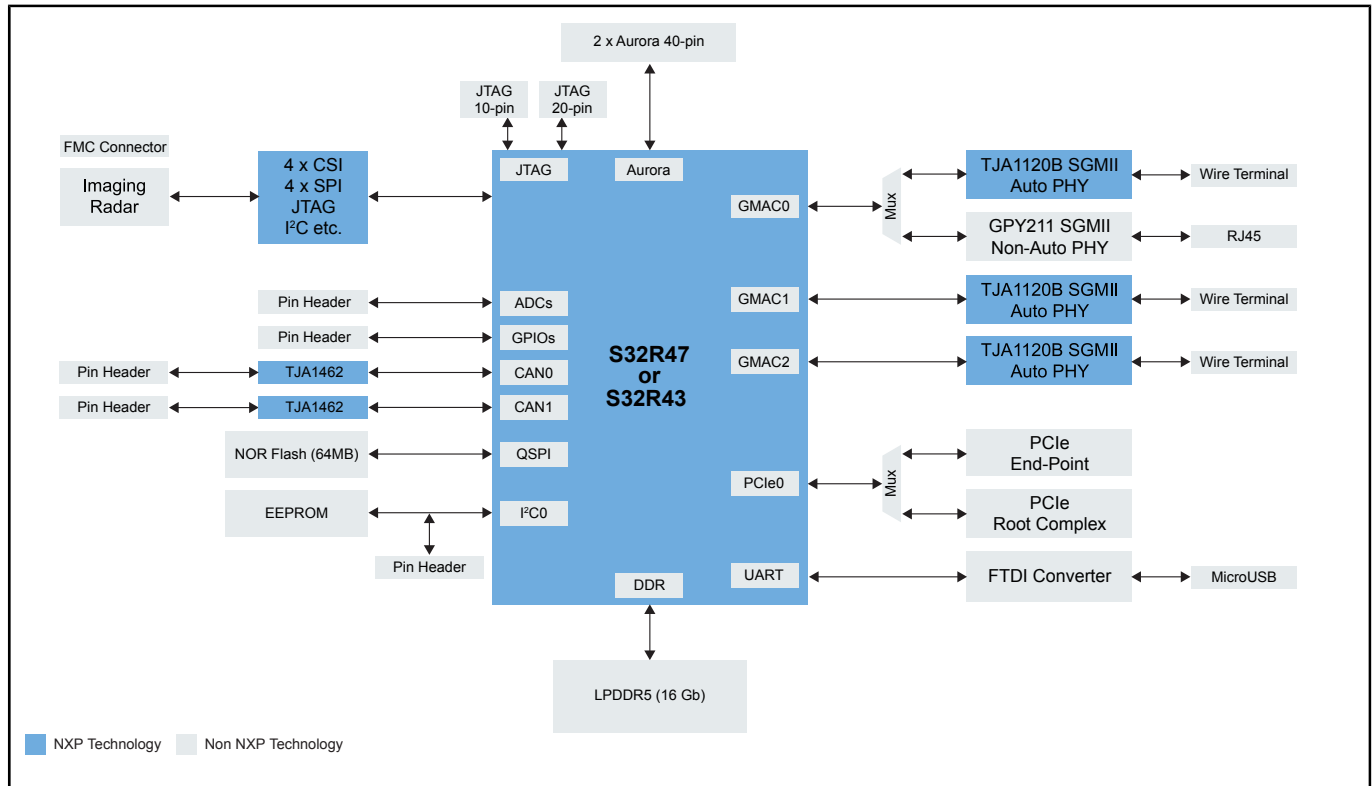 2 x Aurora 40-pin
JTAG
10-pin
JTAG
20-pin
FMC Connector
Imaging
Radar
4 x CSI
4 x SPI
JTAG
I²C etc.
JTAG
Aurora
GMAC0
Mux
TJA1120B SGMII
Auto PHY
Wire Terminal
GPY211 SGMII
Non-Auto PHY
RJ45
Pin Header
ADCs
GMAC1
TJA1120B SGMII
Auto PHY
Wire Terminal
Pin Header
GPIOs
S32R47
or
S32R43
GMAC2
TJA1120B SGMII
Auto PHY
Wire Terminal
Pin Header
TJA1462
CAN0
Pin Header
TJA1462
CAN1
NOR Flash (64MB)
QSPI
PCIe0
Mux
PCIe
End-Point
PCIe
Root Complex
EEPROM
I²C0
Pin Header
DDR
UART
FTDI Converter
MicroUSB
LPDDR5 (16 Gb)
NXP Technology
Non NXP Technology